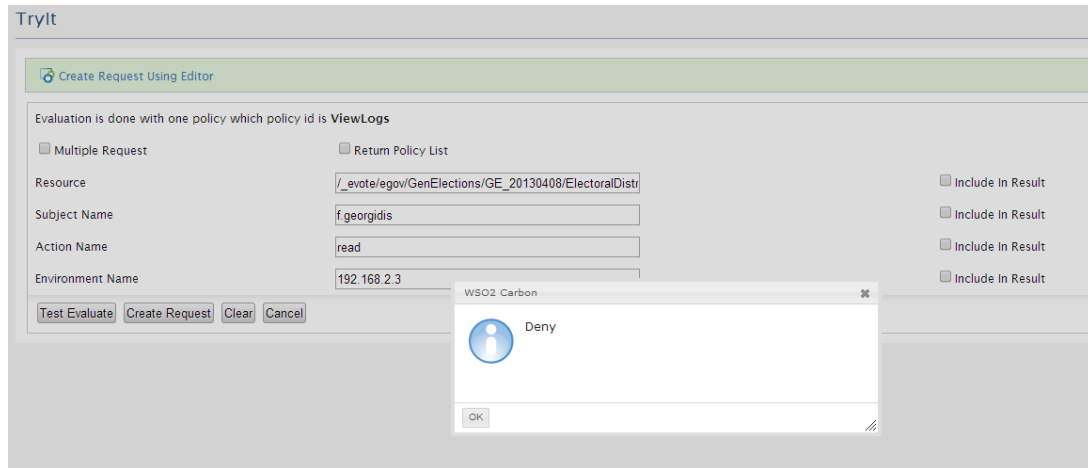 TryIt
Create Request Using Editor
Evaluation is done with one policy which policy id is ViewLogs
Multiple Request Return Policy List
Resource /_evote/egov/GenElections/GE_20130408/ElectoralDistr Include In Result
Subject Name f.georgidis Include In Result
Action Name read Include In Result
Environment Name 192.168.2.3 Include In Result
WSO2 Carbon
Test Evaluate Create Request Clear Cancel
Deny
OK